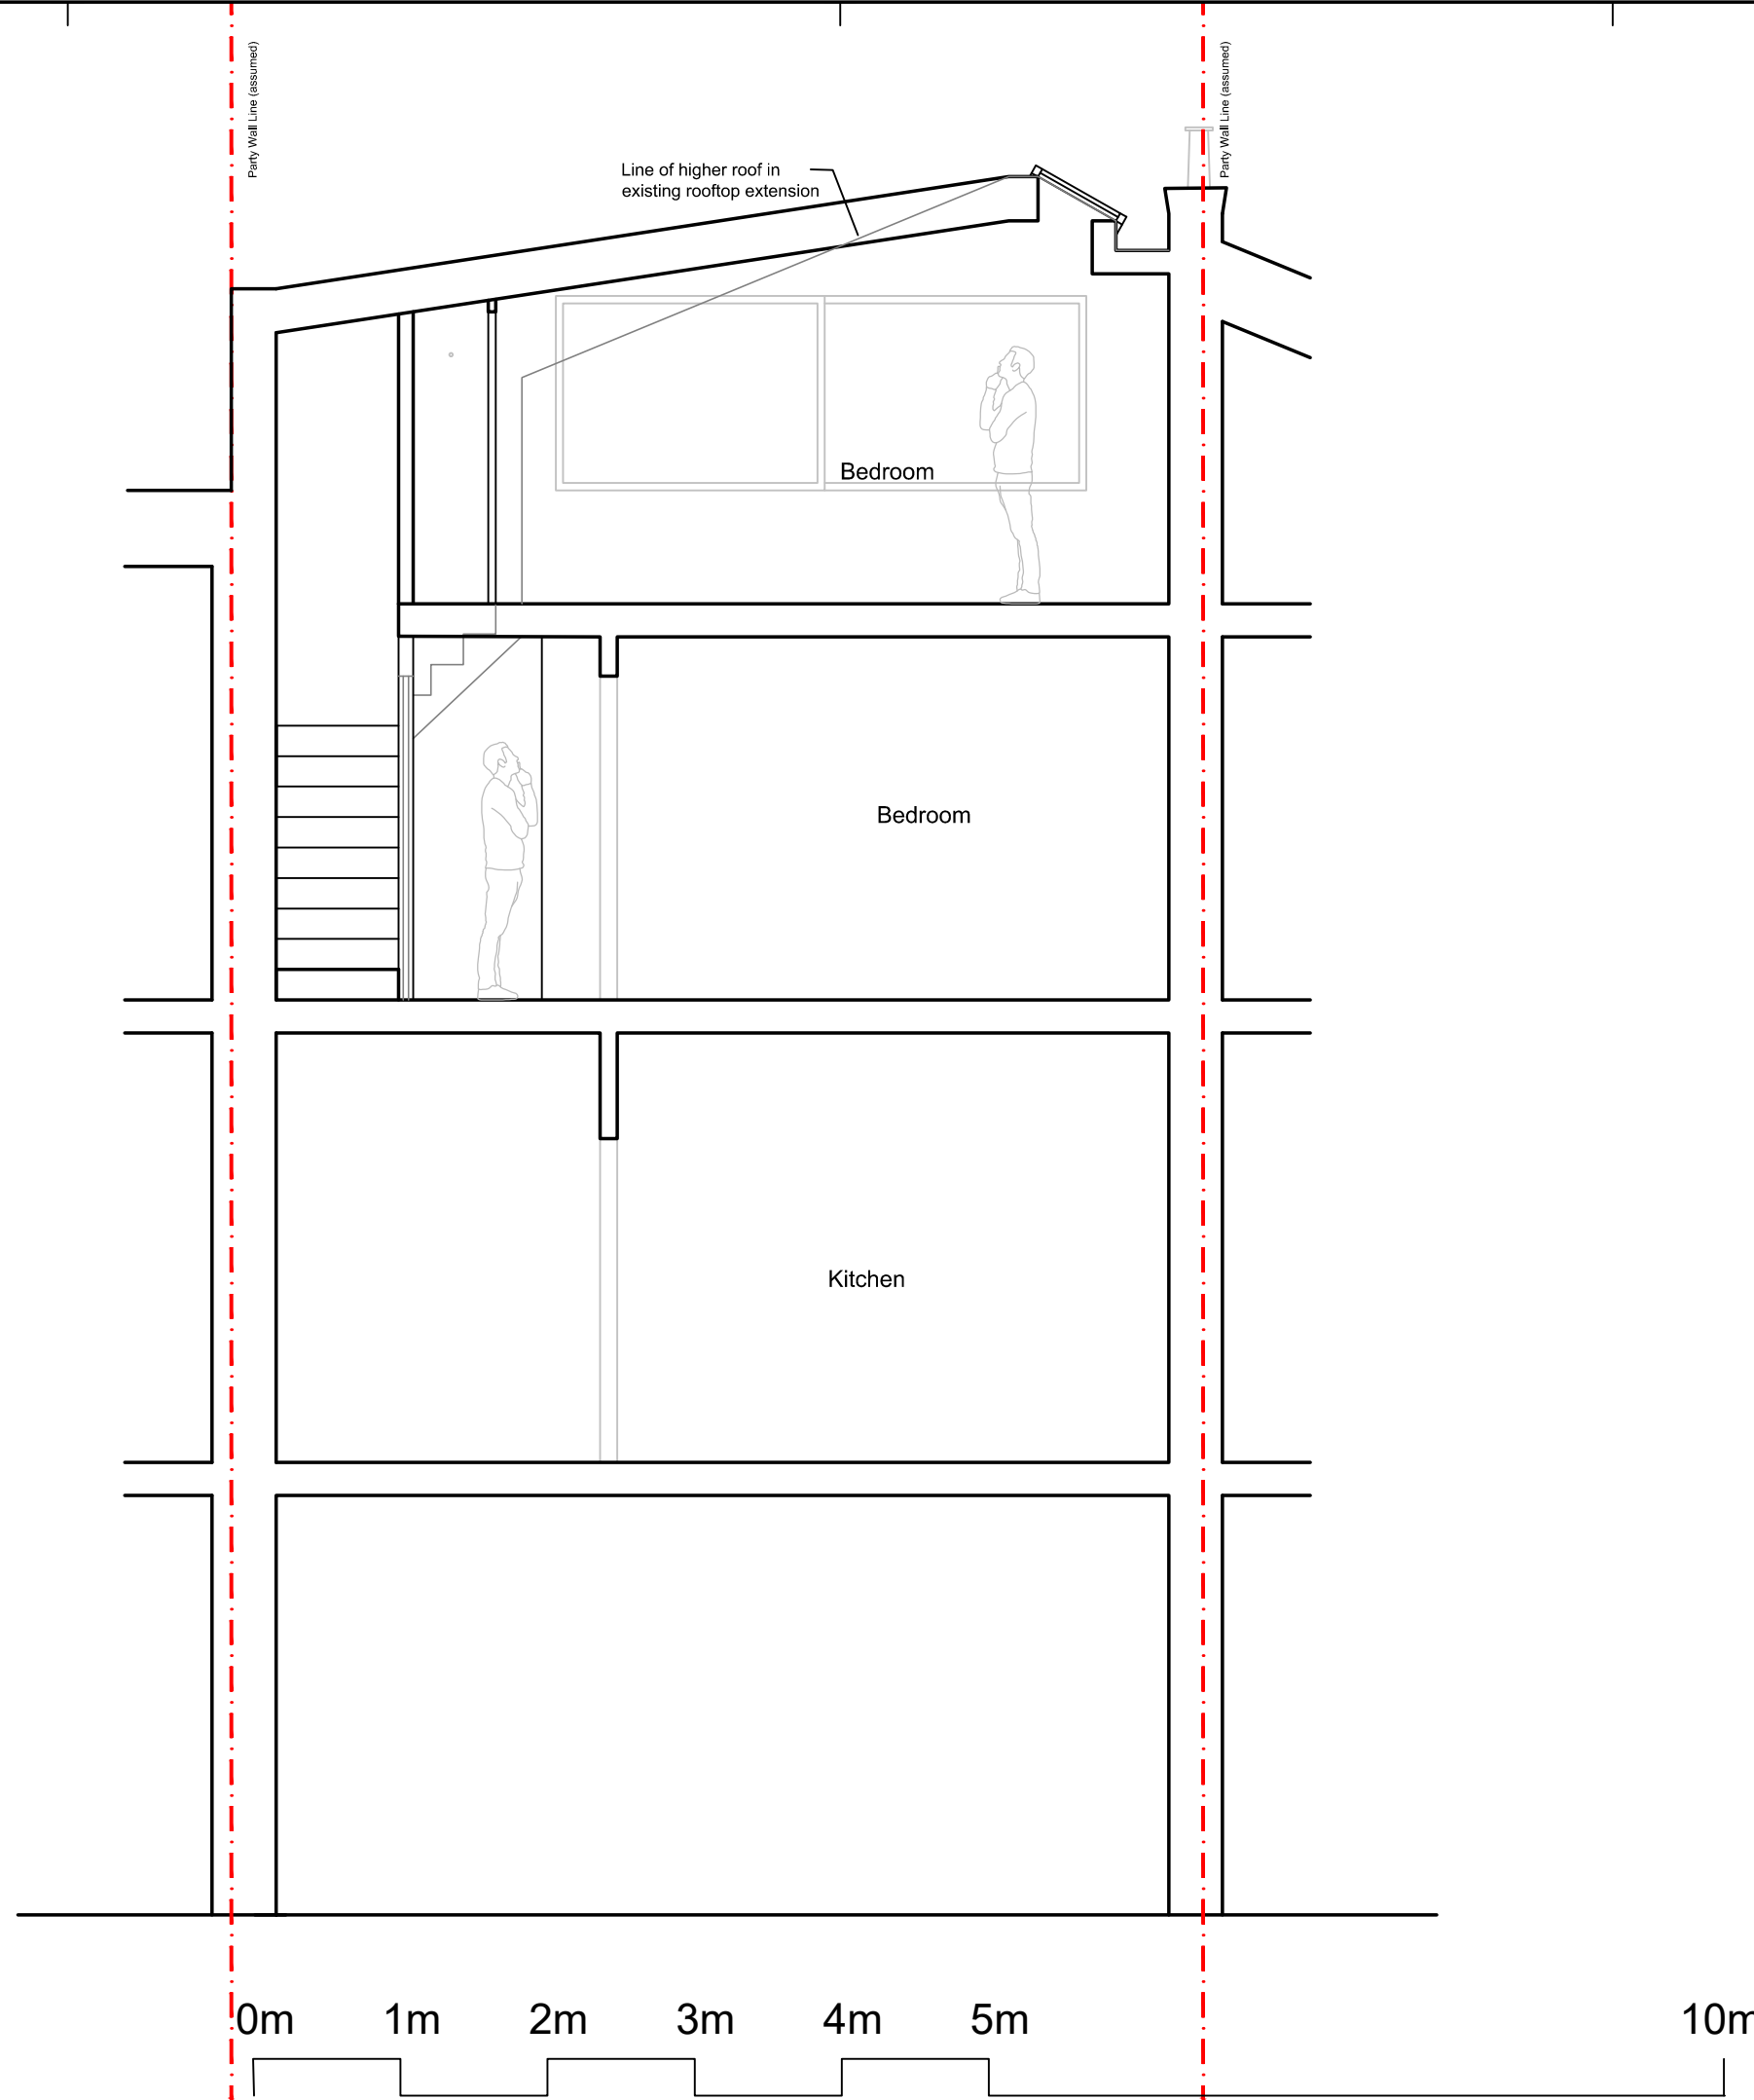 Party Wall Line (assumed)
Party Wall Line (assumed)
Line of higher roof in
existing rooftop extension
Bedroom
Bedroom
Kitchen
0m 1m 2m 3m 4m 5m 10m